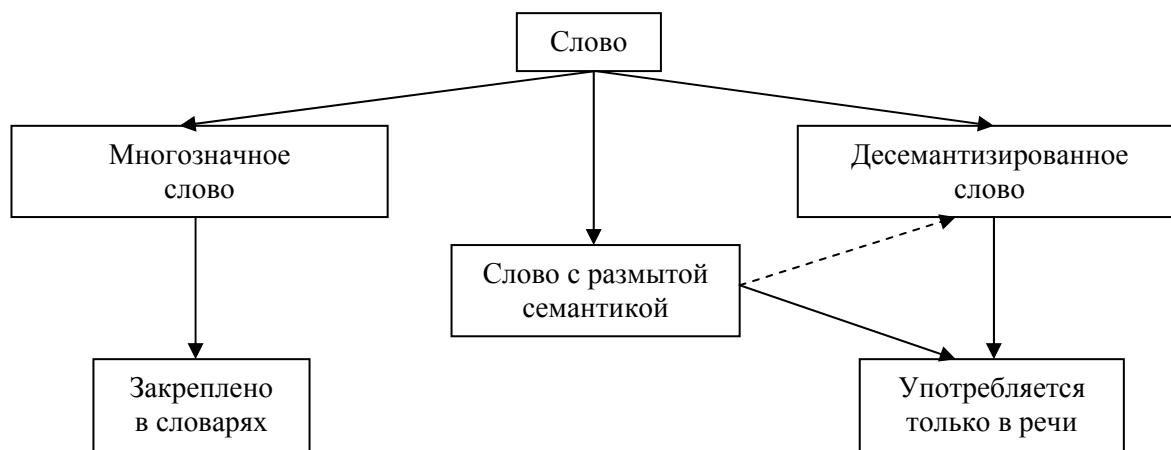 Слово
Многозначное
слово
Десемантизированное
слово
Слово с размытой
семантикой
Закреплено
в словарях
Употребляется
только в речи